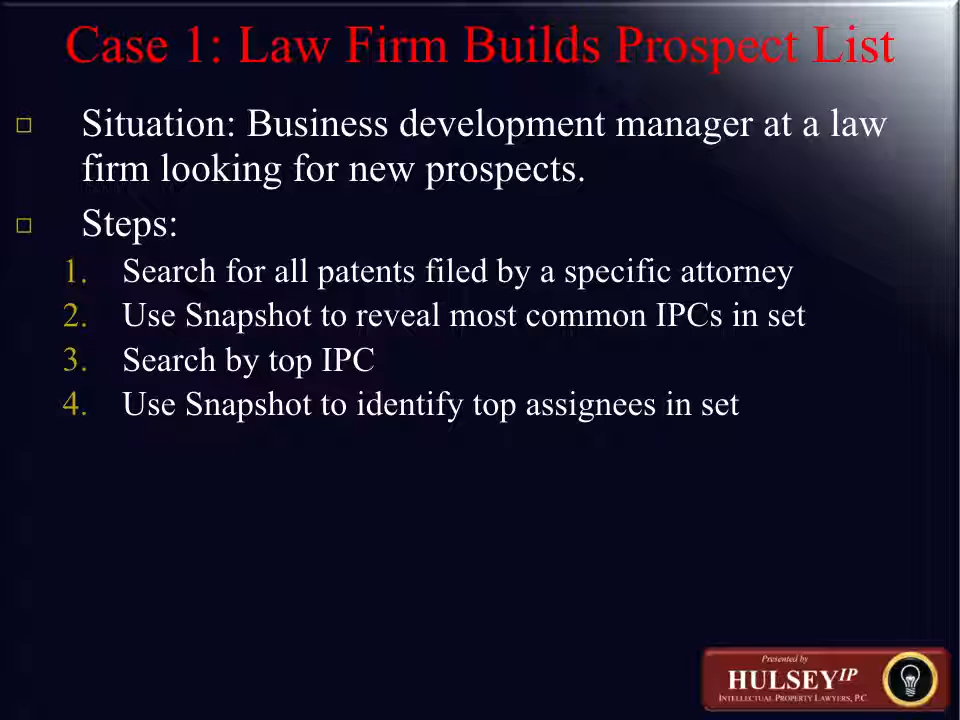 Case 1: Law Firm Builds Prospect List
Situation: Business development manager at a law
firm looking for new prospects.
Steps:
1. Search for all patents filed by a specific attorney
2. Use Snapshot to reveal most common IPCs in set
3. Search by top IPC
4. Use Snapshot to identify top assignees in set
Presented by
HULSEY IP
INTELLECTUAL PROPERTY LAWYERS, P.C.